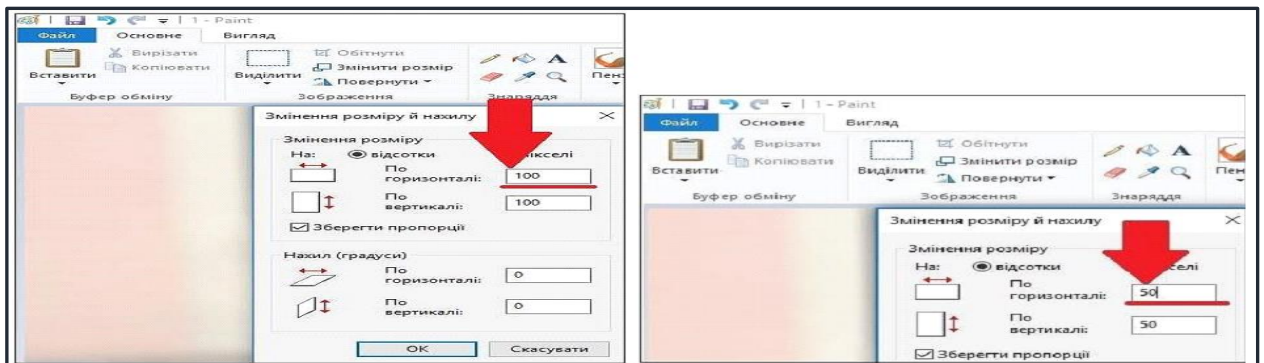 1 - Paint
Файл Основне Вигляд
Вставити
Вирізати
Копіювати
Буфер обміну
Виділити
Обітнути
Змінити розмір
Повернути
Зображення
Знаряддя
A
Змінення розміру й нахилу
Змінення розміру
На: відсотки
По горизонталі: 100
По вертикалі: 100
Зберегти пропорції
Нахил (градуси)
По горизонталі: 0
По вертикалі: 0
OK Скасувати
1 - Paint
Файл Основне Вигляд
Вставити
Вирізати
Копіювати
Буфер обміну
Виділити
Обітнути
Змінити розмір
Повернути
Зображення
Знаряддя
A
Змінення розміру й нахилу
Змінення розміру
На: відсотки
По горизонталі: 50
По вертикалі: 50
Зберегти пропорції